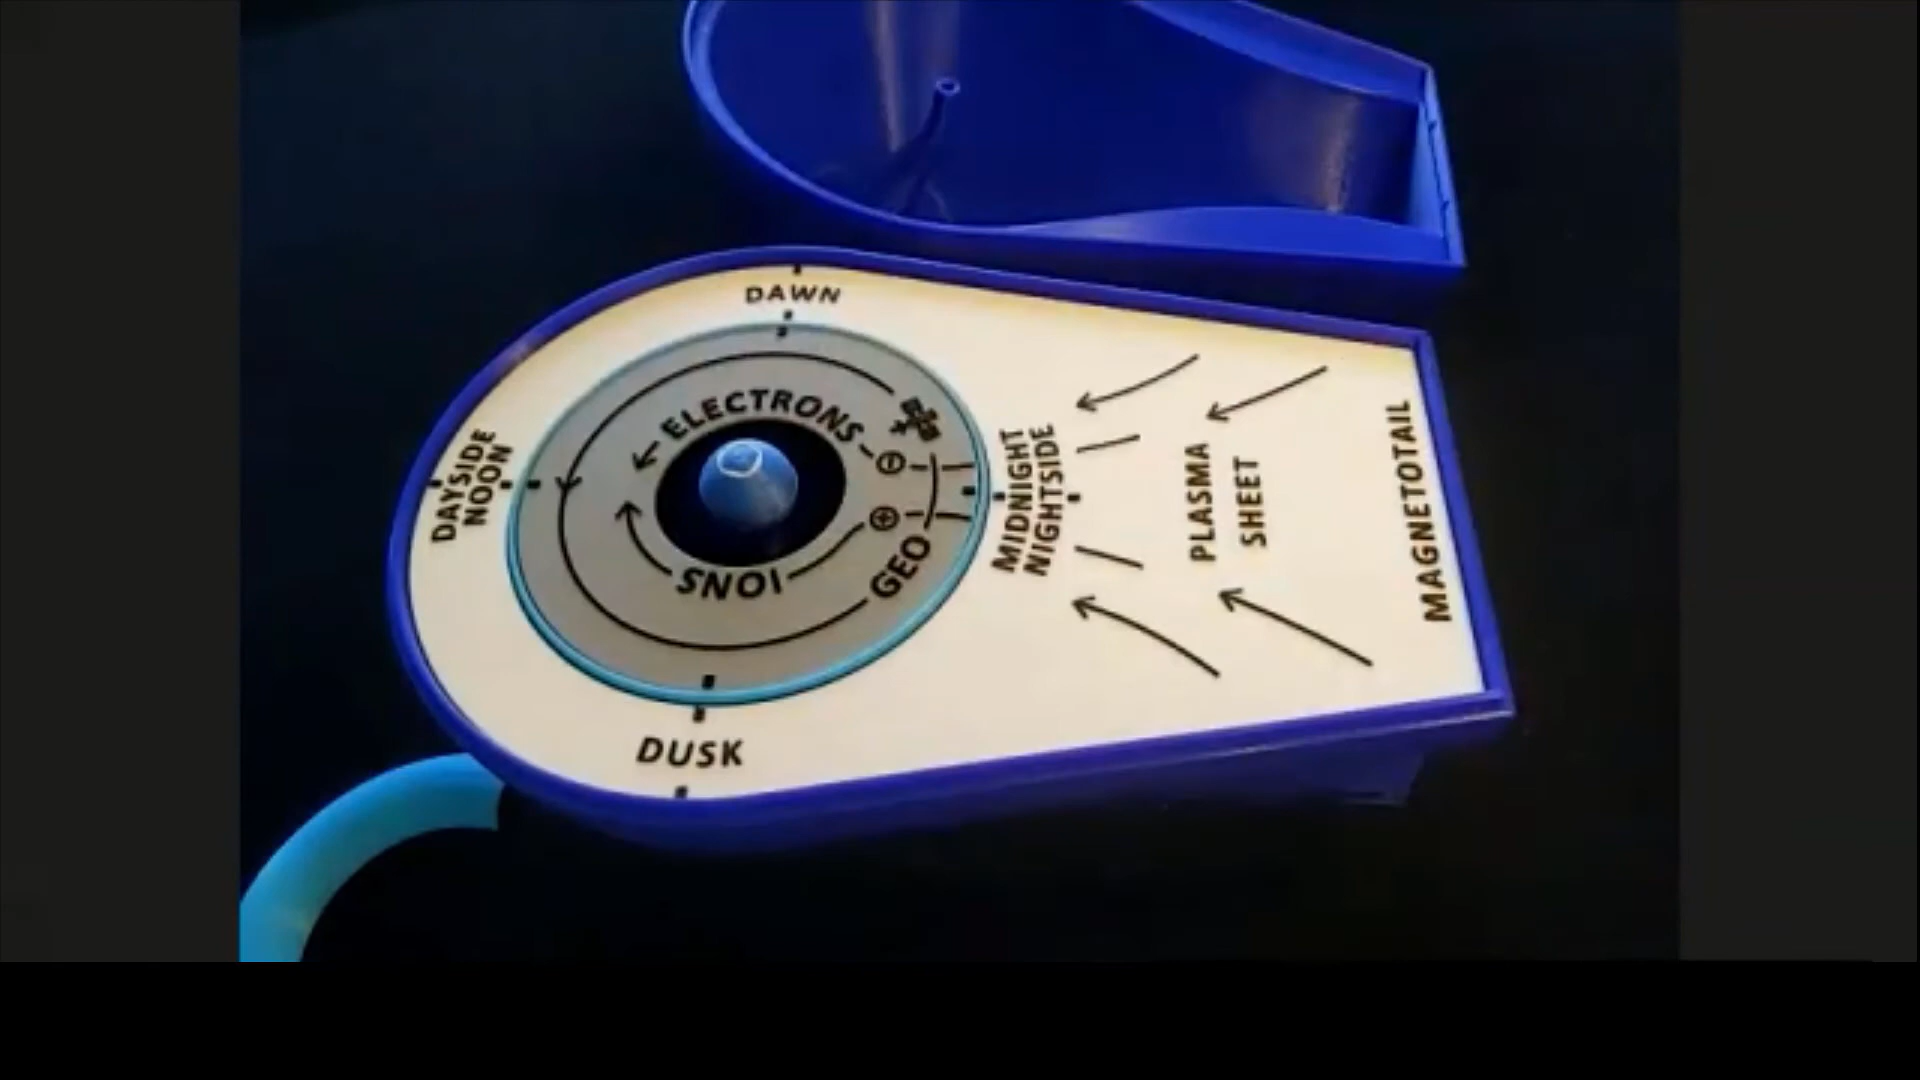 DAWN
ELECTRONS
DAYSIDE
NOON
IONS
GEO
MIDNIGHT
NIGHTSIDE
PLASMA
SHEET
MAGNETOTAIL
DUSK